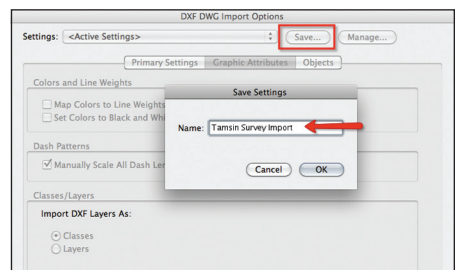 DXF DWG Import Options
Settings: <Active Settings> Save... Manage...
Primary Settings Graphic Attributes Objects
Colors and Line Weights
Save Settings
Map Colors to Line Weights
Set Colors to Black and Whi
Name: Tamsin Survey Import
Dash Patterns
Manually Scale All Dash Len
Cancel OK
Classes/Layers
Import DXF Layers As:
Classes
Layers